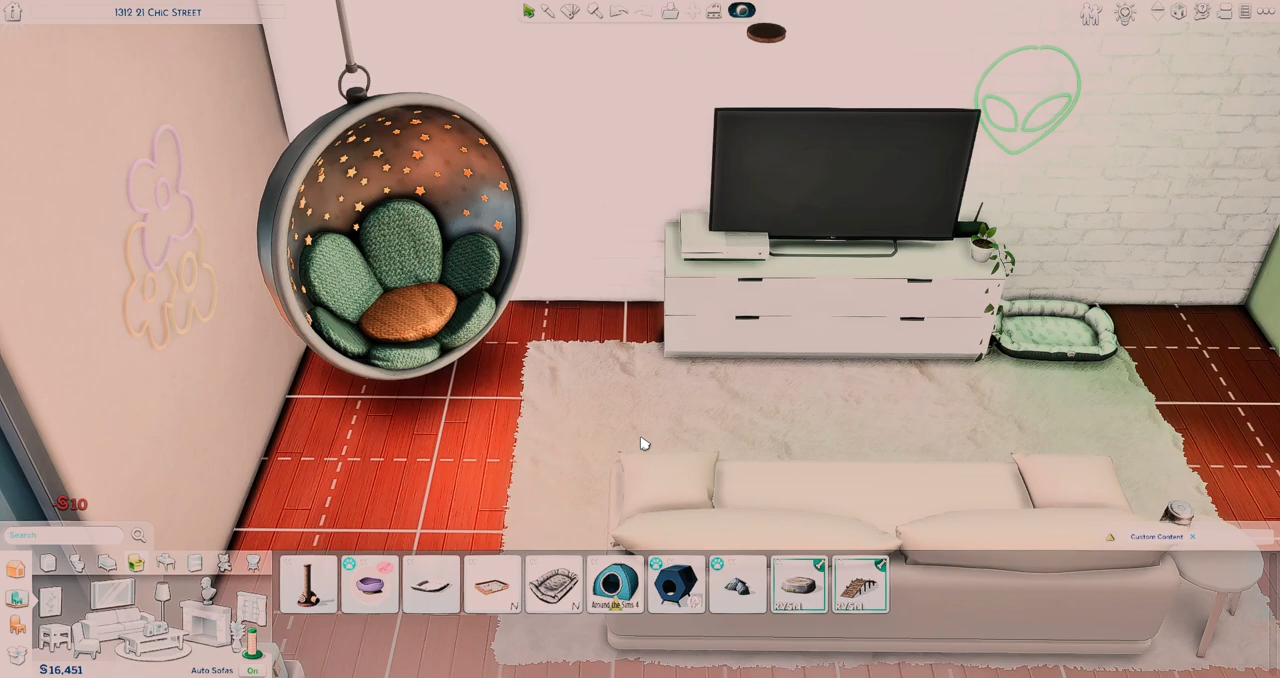 1312 21 Chic Street
-§10
Search
Custom Content
Around the Sims 4
§16,451
Auto Sofas
On